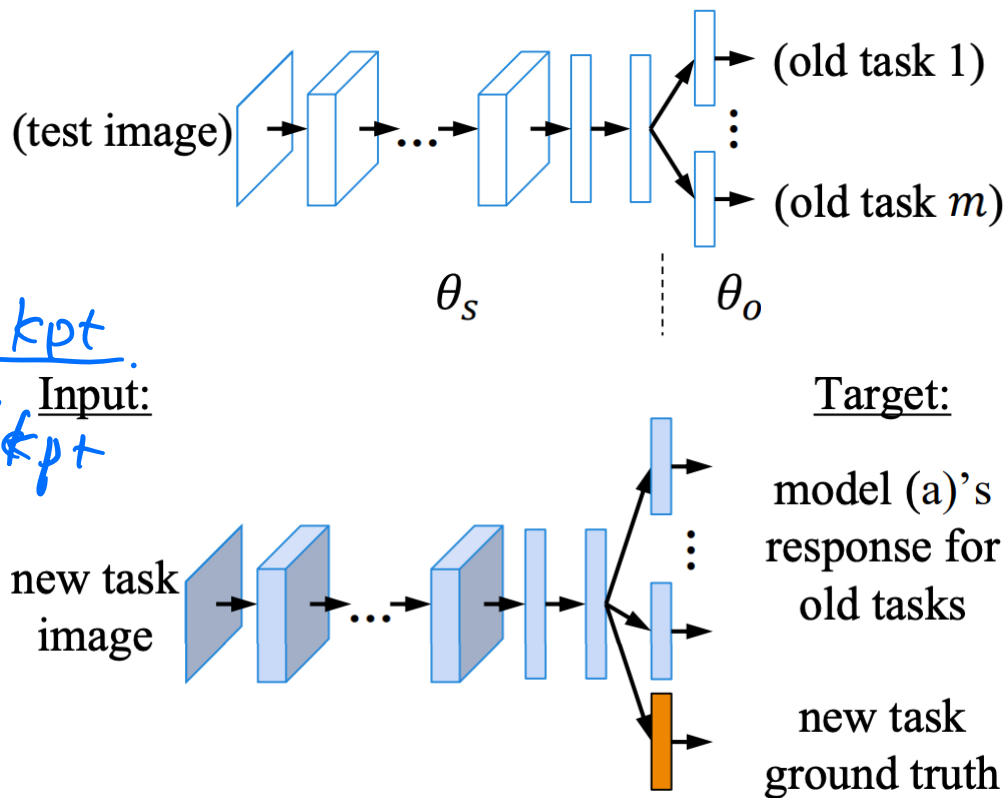 (test image)
(old task 1)
...
⋮
(old task m)
θs
θo
kpt
Input:
Target:
kpt
model (a)'s
response for
old tasks
new task
image
...
⋮
new task
ground truth